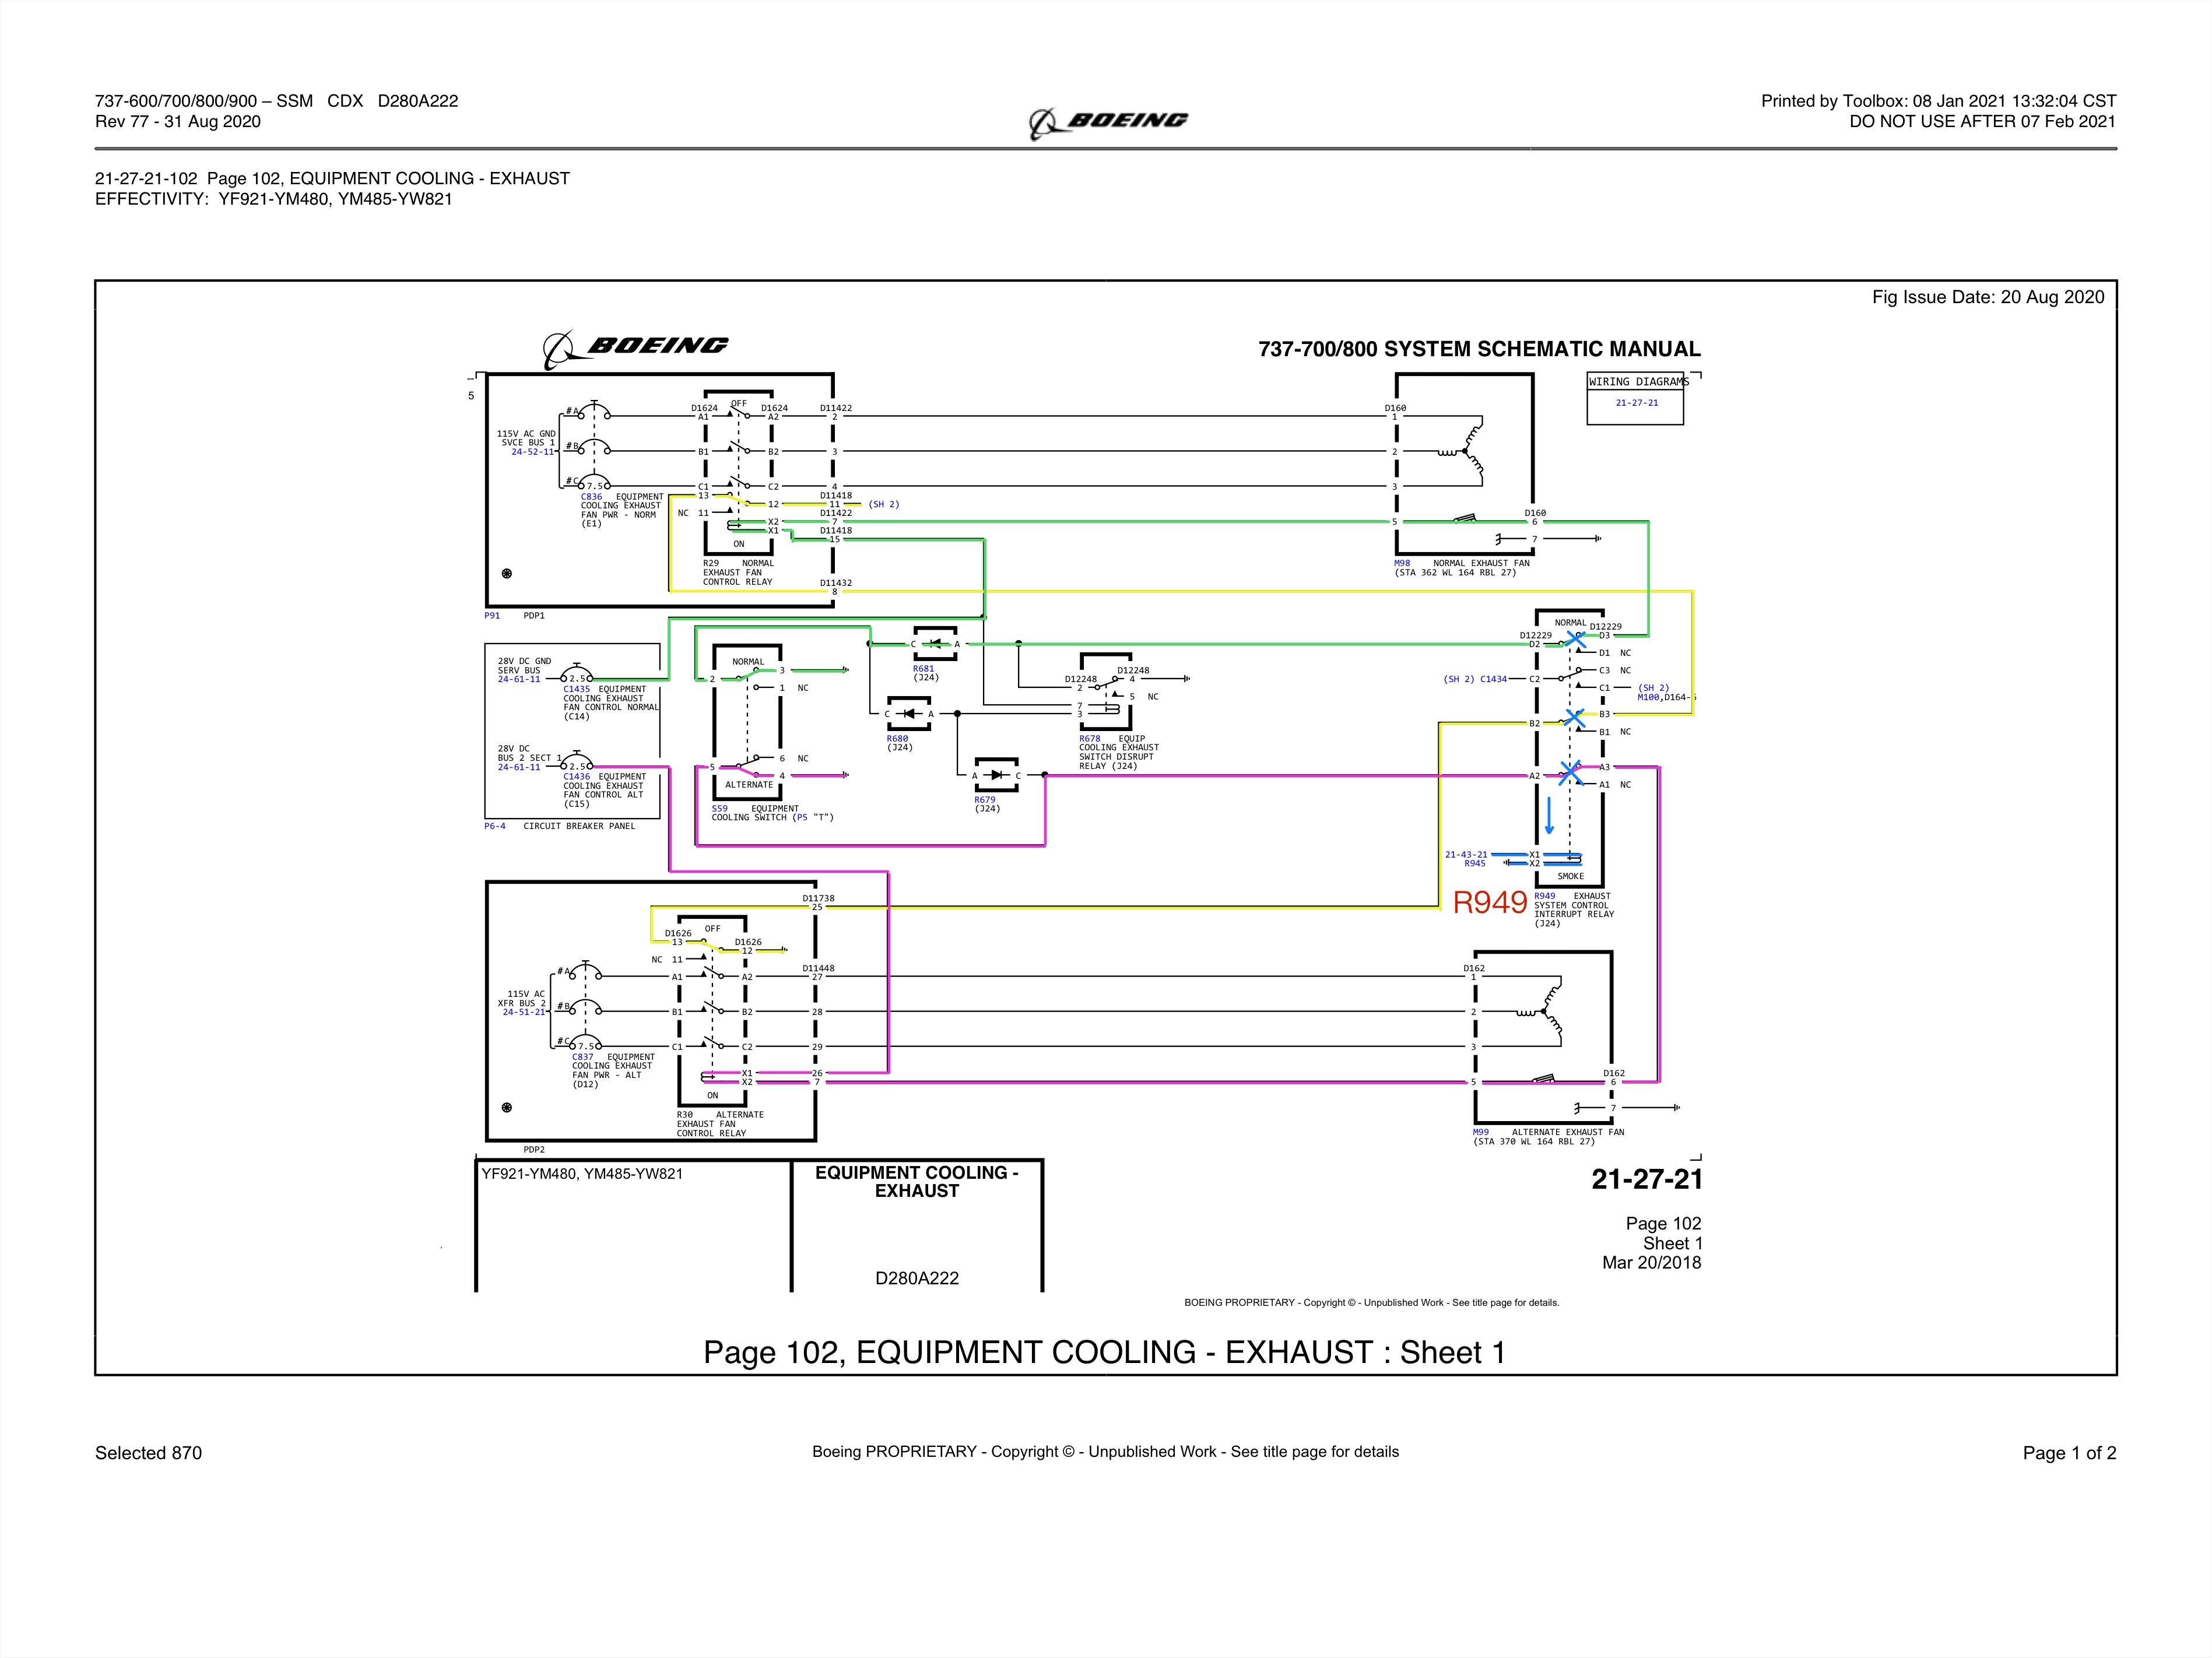 737-600/700/800/900 – SSM   CDX   D280A222
Rev 77 - 31 Aug 2020
BOEING
Printed by Toolbox: 08 Jan 2021 13:32:04 CST
DO NOT USE AFTER 07 Feb 2021
21-27-21-102  Page 102, EQUIPMENT COOLING - EXHAUST
EFFECTIVITY:  YF921-YM480, YM485-YW821
Fig Issue Date: 20 Aug 2020
BOEING
737-700/800 SYSTEM SCHEMATIC MANUAL
WIRING DIAGRAMS
21-27-21
--
5
115V AC GND
SVCE BUS 1
24-52-11
#A
#B
#C
7.5
C836 EQUIPMENT
COOLING EXHAUST
FAN PWR - NORM
(E1)
D1624
OFF
D1624
A1
A2
B1
B2
C1
C2
13
12
NC 11
X2
X1
ON
R29 NORMAL
EXHAUST FAN
CONTROL RELAY
D11422
2
3
4
D11418
11 (SH 2)
D11422
7
D11418
15
D11432
8
P91 PDP1
D160
1
2
3
5
D160
6
7
M98 NORMAL EXHAUST FAN
(STA 362 WL 164 RBL 27)
28V DC GND
SERV BUS
24-61-11
2.5
C1435 EQUIPMENT
COOLING EXHAUST
FAN CONTROL NORMAL
(C14)
28V DC
BUS 2 SECT 1
24-61-11
2.5
C1436 EQUIPMENT
COOLING EXHAUST
FAN CONTROL ALT
(C15)
P6-4 CIRCUIT BREAKER PANEL
NORMAL
2
3
1 NC
6 NC
5
4
ALTERNATE
S59 EQUIPMENT
COOLING SWITCH (P5 "T")
C A
R681
(J24)
C A
R680
(J24)
A C
R679
(J24)
D12248
D12248
2
4
5 NC
7
3
R678 EQUIP
COOLING EXHAUST
SWITCH DISRUPT
RELAY (J24)
NORMAL
D12229
D12229
D2
D3
D1 NC
C3 NC
(SH 2) C1434 C2
C1 (SH 2)
M100,D164-5
B3
B2
B1 NC
A3
A2
A1 NC
21-43-21 X1
R945 X2
SMOKE
R949
R949 EXHAUST
SYSTEM CONTROL
INTERRUPT RELAY
(J24)
D11738
25
D1626
OFF
D1626
13
12
NC 11
115V AC
XFR BUS 2
24-51-21
#A
#B
#C
7.5
C837 EQUIPMENT
COOLING EXHAUST
FAN PWR - ALT
(D12)
A1
A2
B1
B2
C1
C2
X1
X2
ON
R30 ALTERNATE
EXHAUST FAN
CONTROL RELAY
D11448
27
28
29
26
7
PDP2
D162
1
2
3
5
D162
6
7
M99 ALTERNATE EXHAUST FAN
(STA 370 WL 164 RBL 27)
YF921-YM480, YM485-YW821
EQUIPMENT COOLING -
EXHAUST
D280A222
21-27-21
Page 102
Sheet 1
Mar 20/2018
BOEING PROPRIETARY - Copyright © - Unpublished Work - See title page for details.
Page 102, EQUIPMENT COOLING - EXHAUST : Sheet 1
Selected 870
Boeing PROPRIETARY - Copyright © - Unpublished Work - See title page for details
Page 1 of 2